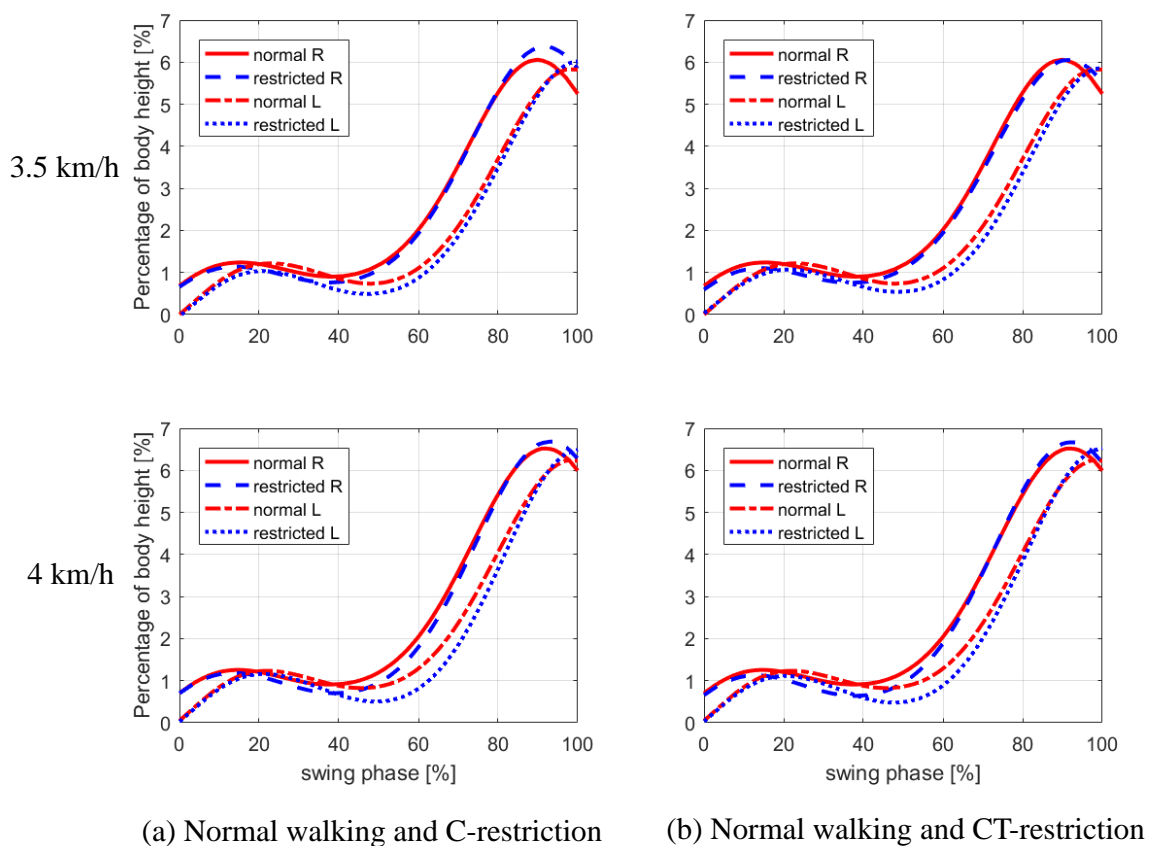 3.5 km/h
Percentage of body height [%]
7
6
5
4
3
2
1
0
normal R
restricted R
normal L
restricted L
0 20 40 60 80 100
7
6
5
4
3
2
1
0
normal R
restricted R
normal L
restricted L
0 20 40 60 80 100
4 km/h
Percentage of body height [%]
7
6
5
4
3
2
1
0
normal R
restricted R
normal L
restricted L
0 20 40 60 80 100
swing phase [%]
7
6
5
4
3
2
1
0
normal R
restricted R
normal L
restricted L
0 20 40 60 80 100
swing phase [%]
(a) Normal walking and C-restriction
(b) Normal walking and CT-restriction